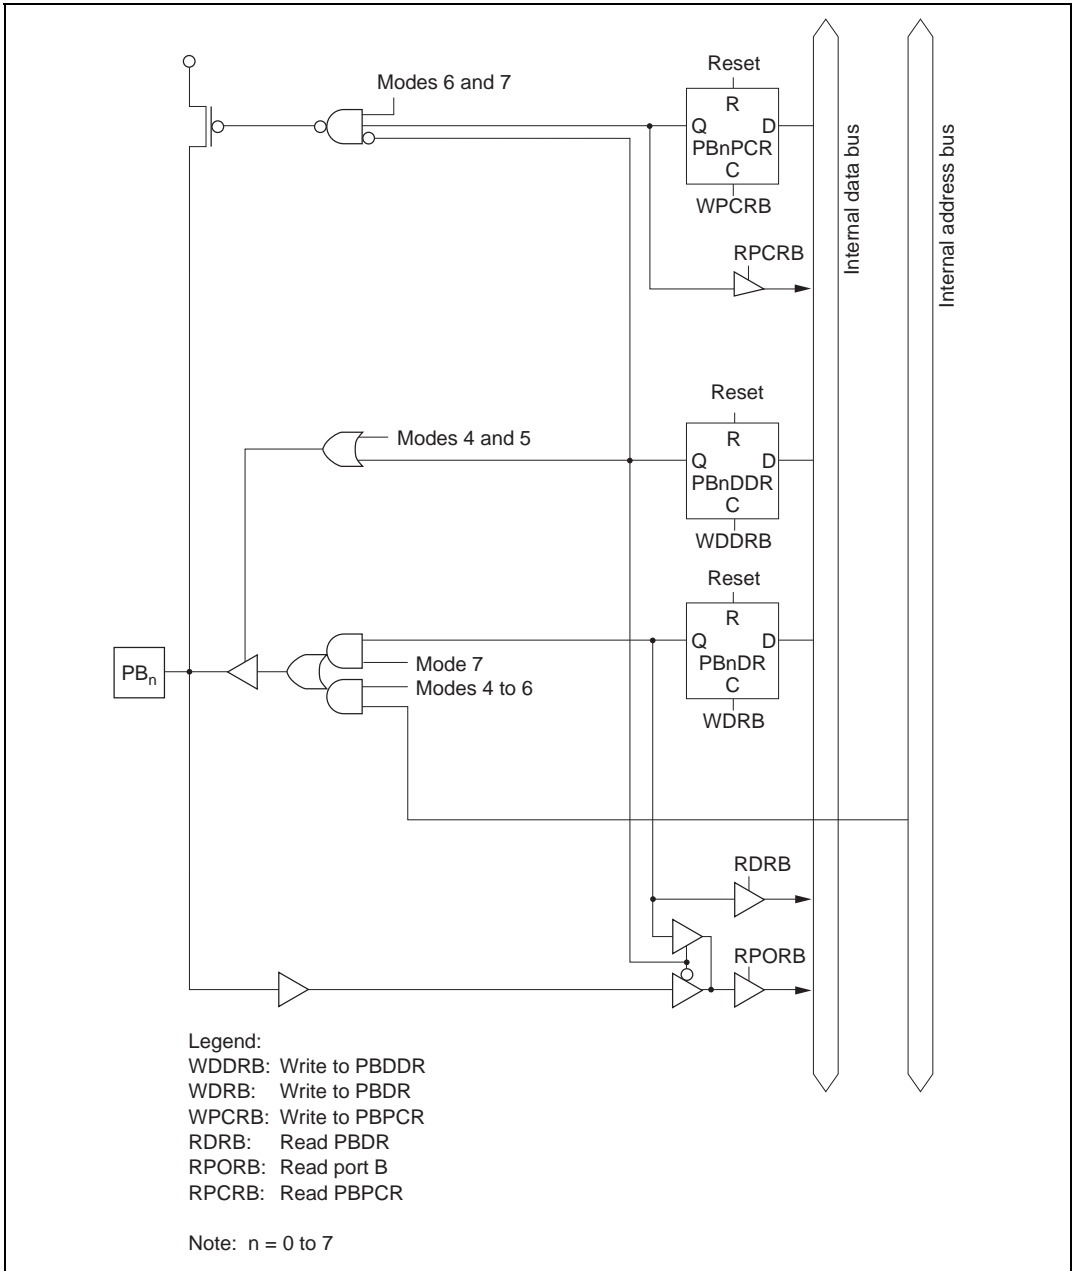 Reset
Modes 6 and 7
R
Q D
PBnPCR
C
WPCRB
RPCRB
Internal data bus
Internal address bus
Reset
Modes 4 and 5
R
Q D
PBnDDR
C
WDDRB
Reset
R
Q D
PBnDR
C
WDRB
PBn
Mode 7
Modes 4 to 6
RDRB
RPORB
Legend:
WDDRB: Write to PBDDR
WDRB: Write to PBDR
WPCRB: Write to PBPCR
RDRB: Read PBDR
RPORB: Read port B
RPCRB: Read PBPCR
Note: n = 0 to 7